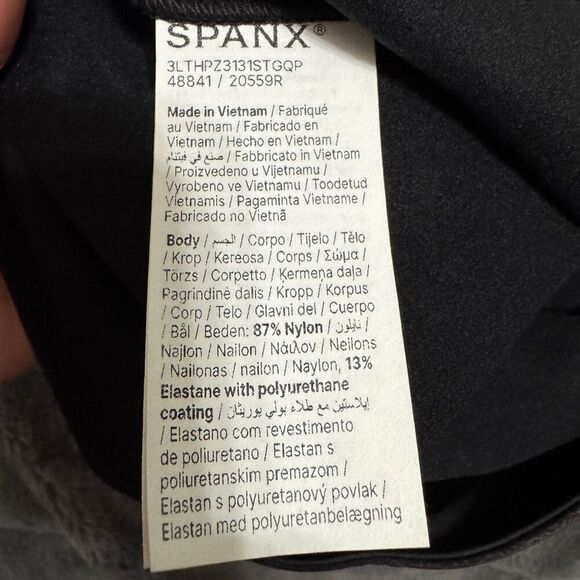 SPANX®
3LTHPZ3131STGQP
48841 / 20559R
Made in Vietnam / Fabriqué
au Vietnam / Fabricado en
Vietnam / Hecho en Vietnam /
صنع في فيتنام / Fabbricato in Vietnam
/ Proizvedeno u Vijetnamu /
Vyrobeno ve Vietnamu / Toodetud
Vietnamis / Pagaminta Vietname /
Fabricado no Vietnã
Body / الجسم / Corpo / Tijelo / Tělo
/ Krop / Kereosa / Corps / Σώμα /
Törzs / Corpetto / Ķermeņa daļa /
Pagrindinė dalis / Kropp / Korpus
/ Corp / Telo / Glavni del / Cuerpo
/ Bål / Beden: 87% Nylon / نايلون /
Najlon / Nailon / Νάιλον / Neilons
/ Nailonas / nailon / Naylon, 13%
Elastane with polyurethane
coating / إيلاستين مع طلاء بولي يوريثان
/ Elastano com revestimento
de poliuretano / Elastan s
poliuretanskim premazom /
Elastan s polyuretanový povlak /
Elastan med polyuretanbelægning